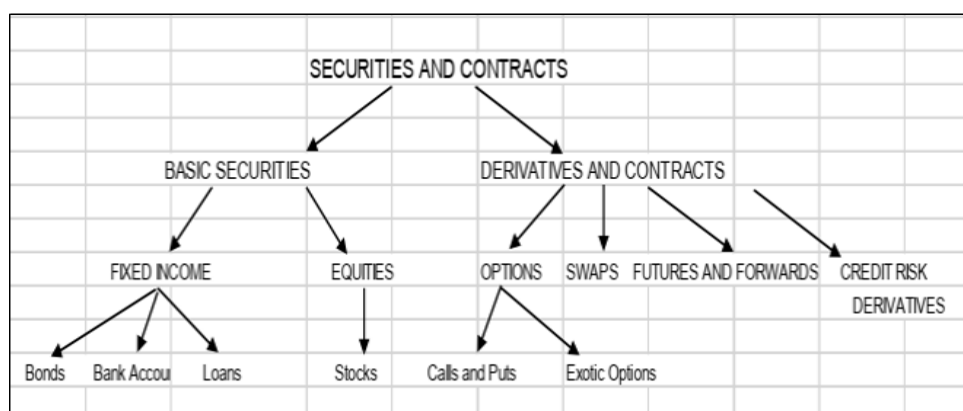 SECURITIES AND CONTRACTS
BASIC SECURITIES
DERIVATIVES AND CONTRACTS
FIXED INCOME
EQUITIES
OPTIONS
SWAPS
FUTURES AND FORWARDS
CREDIT RISK
DERIVATIVES
Bonds
Bank Accou
Loans
Stocks
Calls and Puts
Exotic Options